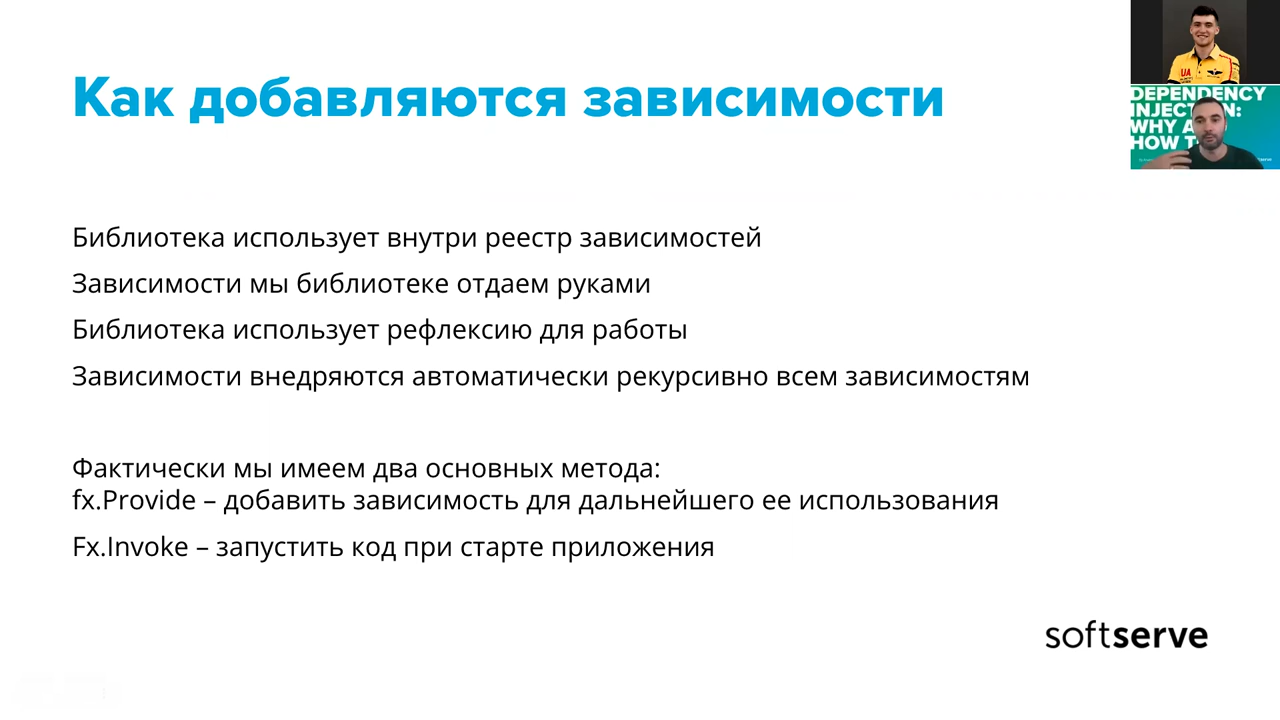 Как добавляются зависимости
Библиотека использует внутри реестр зависимостей
Зависимости мы библиотеке отдаем руками
Библиотека использует рефлексию для работы
Зависимости внедряются автоматически рекурсивно всем зависимостям
Фактически мы имеем два основных метода:
fx.Provide – добавить зависимость для дальнейшего ее использования
Fx.Invoke – запустить код при старте приложения
softserve
UA
DEPENDENCY
WHY
HOW